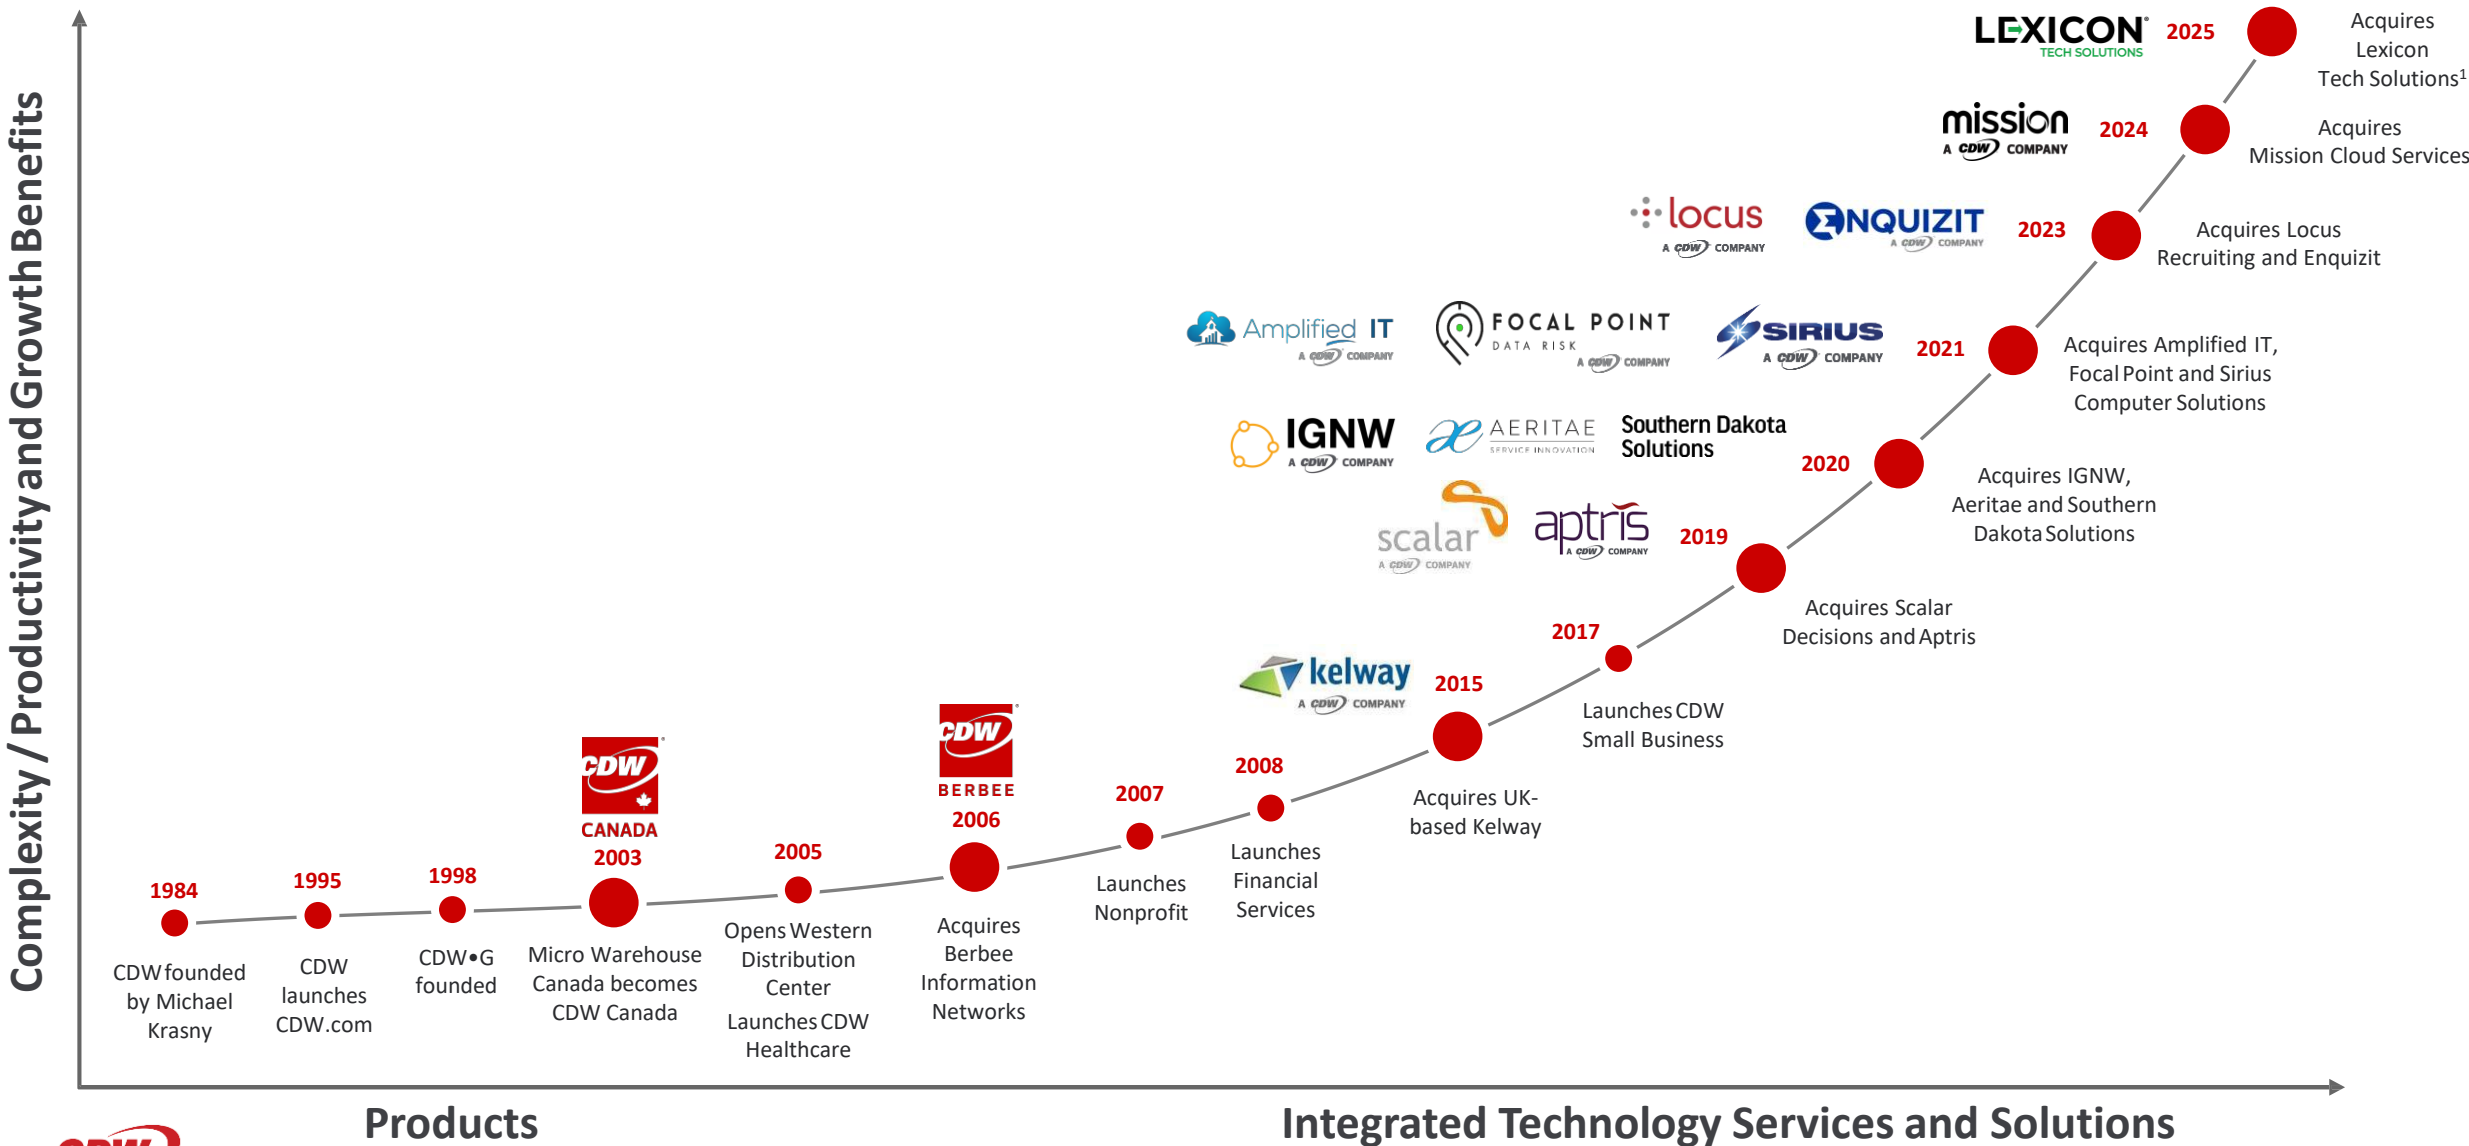 Complexity / Productivity and Growth Benefits
LEXICON®
TECH SOLUTIONS
2025
Acquires
Lexicon
Tech Solutions¹
mission
A CDW COMPANY
2024
Acquires
Mission Cloud Services
locus
A CDW COMPANY
ENQUIZIT
A CDW COMPANY
2023
Acquires Locus
Recruiting and Enquizit
Amplified IT
A CDW COMPANY
FOCAL POINT
DATA RISK
A CDW COMPANY
SIRIUS
A CDW COMPANY
2021
Acquires Amplified IT,
Focal Point and Sirius
Computer Solutions
IGNW
A CDW COMPANY
AERITAE
SERVICE INNOVATION
Southern Dakota
Solutions
2020
Acquires IGNW,
Aeritae and Southern
Dakota Solutions
scalar
A CDW COMPANY
aptris
A CDW COMPANY
2019
Acquires Scalar
Decisions and Aptris
2017
Launches CDW
Small Business
kelway
A CDW COMPANY
2015
Acquires UK-
based Kelway
2008
Launches
Financial
Services
2007
Launches
Nonprofit
CDW®
BERBEE
2006
Acquires
Berbee
Information
Networks
2005
Opens Western
Distribution
Center
Launches CDW
Healthcare
CDW®
CANADA
2003
Micro Warehouse
Canada becomes
CDW Canada
1998
CDW•G
founded
1995
CDW
launches
CDW.com
1984
CDW founded
by Michael
Krasny
Products
Integrated Technology Services and Solutions
CDW